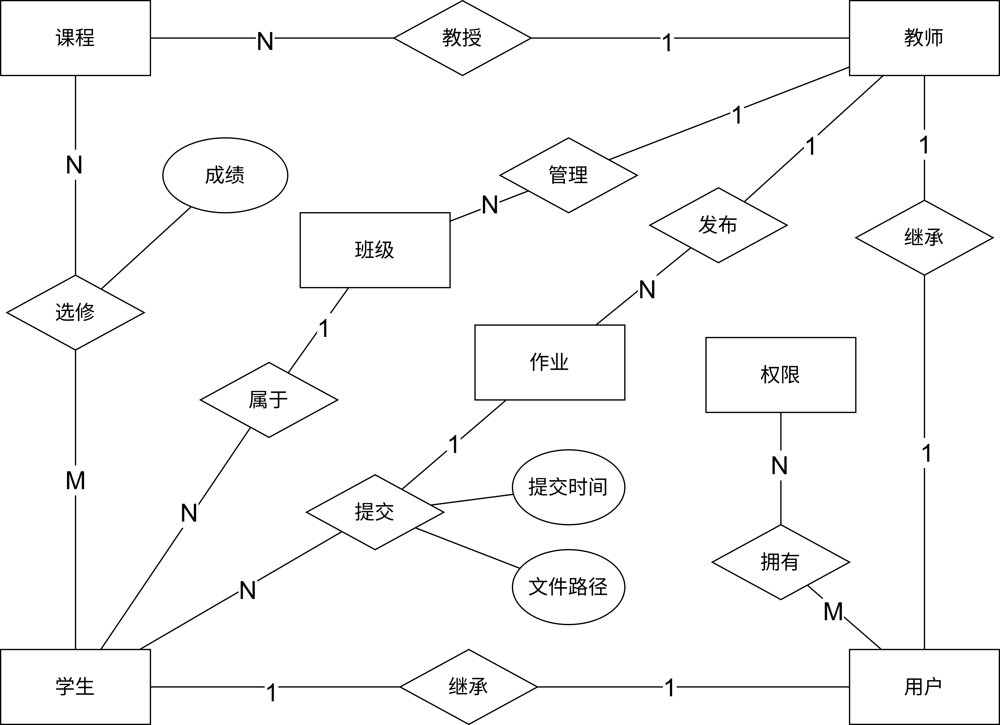 课程
N
教授
1
教师
1
1
1
N
成绩
管理
N
发布
继承
班级
N
选修
1
作业
权限
属于
1
1
N
M
提交时间
N
提交
拥有
N
文件路径
M
学生
1
继承
1
用户